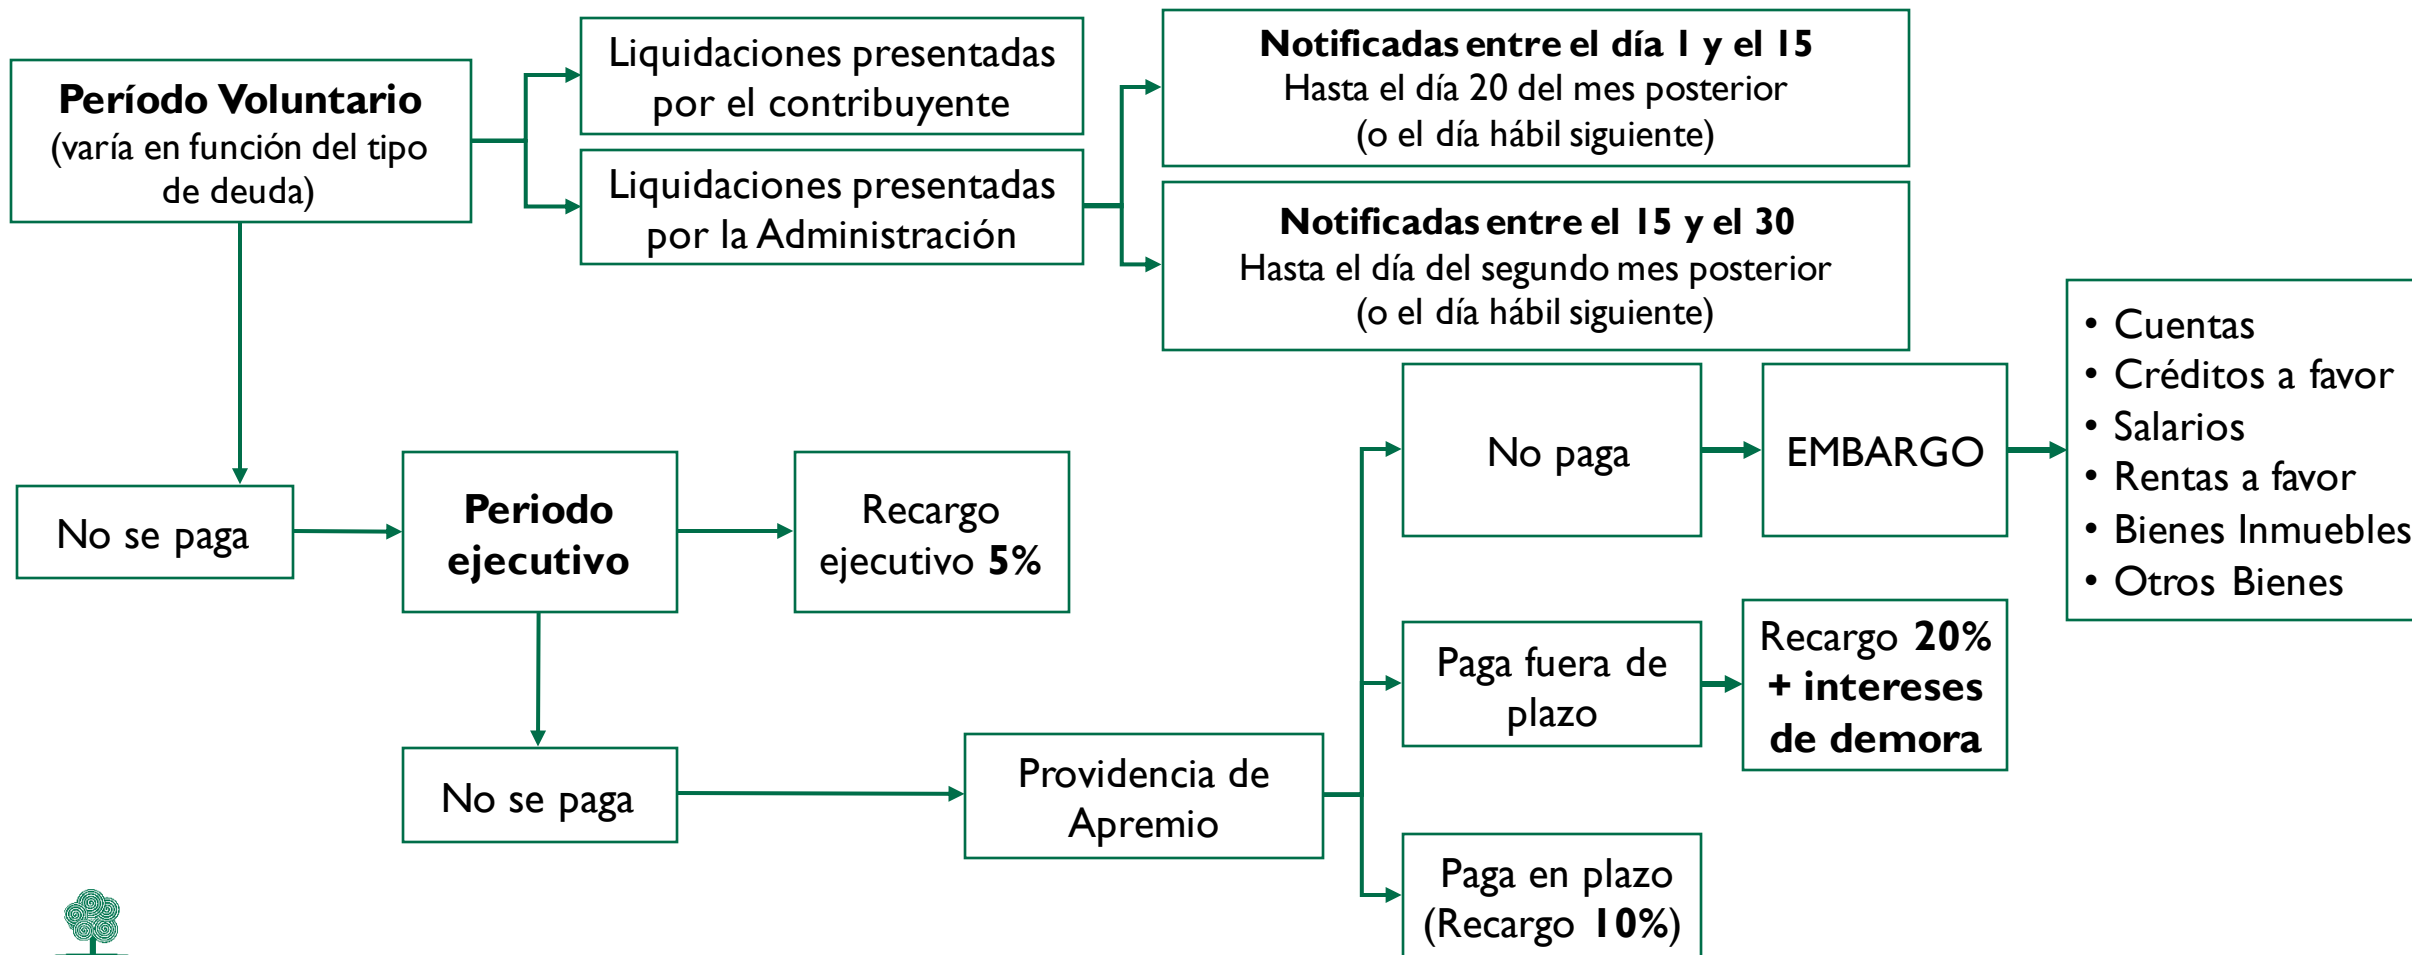 Período Voluntario
(varía en función del tipo
de deuda)
Liquidaciones presentadas
por el contribuyente
Liquidaciones presentadas
por la Administración
Notificadas entre el día 1 y el 15
Hasta el día 20 del mes posterior
(o el día hábil siguiente)
Notificadas entre el 15 y el 30
Hasta el día del segundo mes posterior
(o el día hábil siguiente)
No se paga
Periodo
ejecutivo
Recargo
ejecutivo 5%
No se paga
Providencia de
Apremio
No paga
EMBARGO
• Cuentas
• Créditos a favor
• Salarios
• Rentas a favor
• Bienes Inmuebles
• Otros Bienes
Paga fuera de
plazo
Recargo 20%
+ intereses
de demora
Paga en plazo
(Recargo 10%)